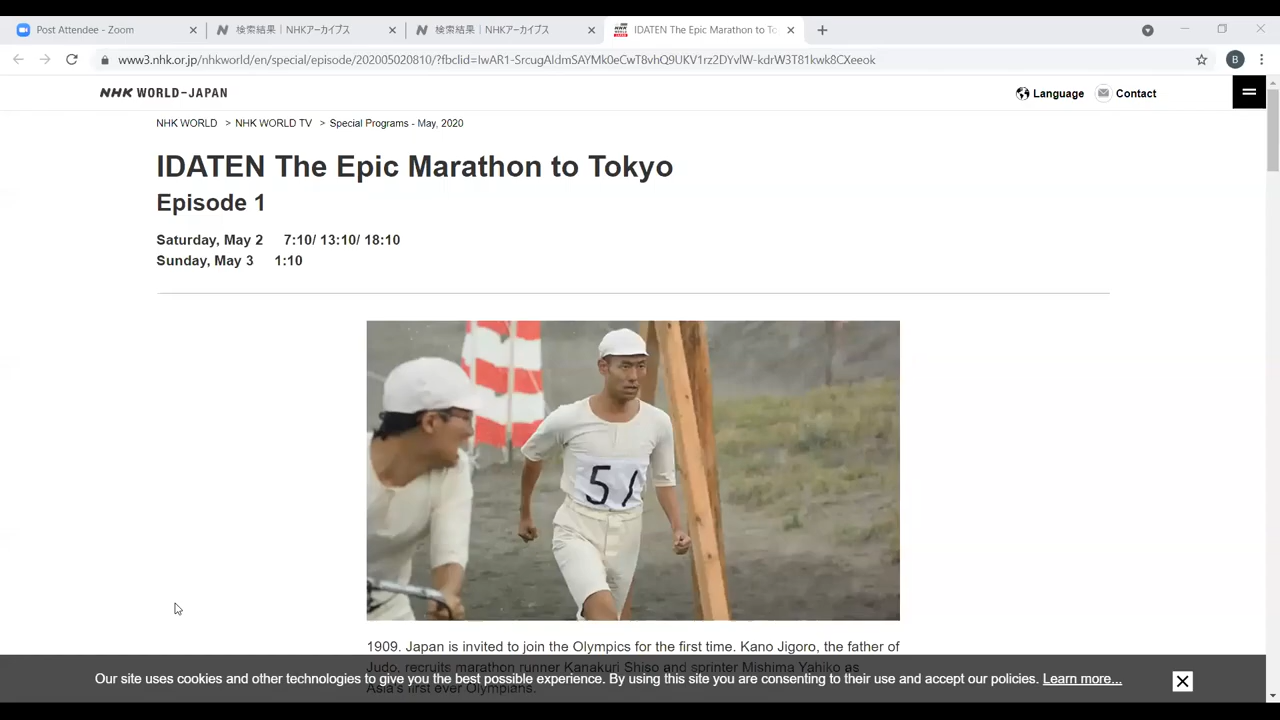 Post Attendee - Zoom
検索結果 | NHKアーカイブス
検索結果 | NHKアーカイブス
IDATEN The Epic Marathon to To
www3.nhk.or.jp/nhkworld/en/special/episode/202005020810/?fbclid=IwAR1-SrcugAIdmSAYMk0eCwT8vhQ9UKV1rz2DYvlW-kdrW3T81kwk8CXeeok
B
NHK WORLD-JAPAN
Language
Contact
NHK WORLD > NHK WORLD TV > Special Programs - May, 2020
IDATEN The Epic Marathon to Tokyo
Episode 1
Saturday, May 2 7:10/ 13:10/ 18:10
Sunday, May 3 1:10
51
1909. Japan is invited to join the Olympics for the first time. Kano Jigoro, the father of
Judo, recruits marathon runner Kanakuri Shiso and sprinter Mishima Yahiko as
Asia's first ever Olympians.
Our site uses cookies and other technologies to give you the best possible experience. By using this site you are consenting to their use and accept our policies. Learn more...